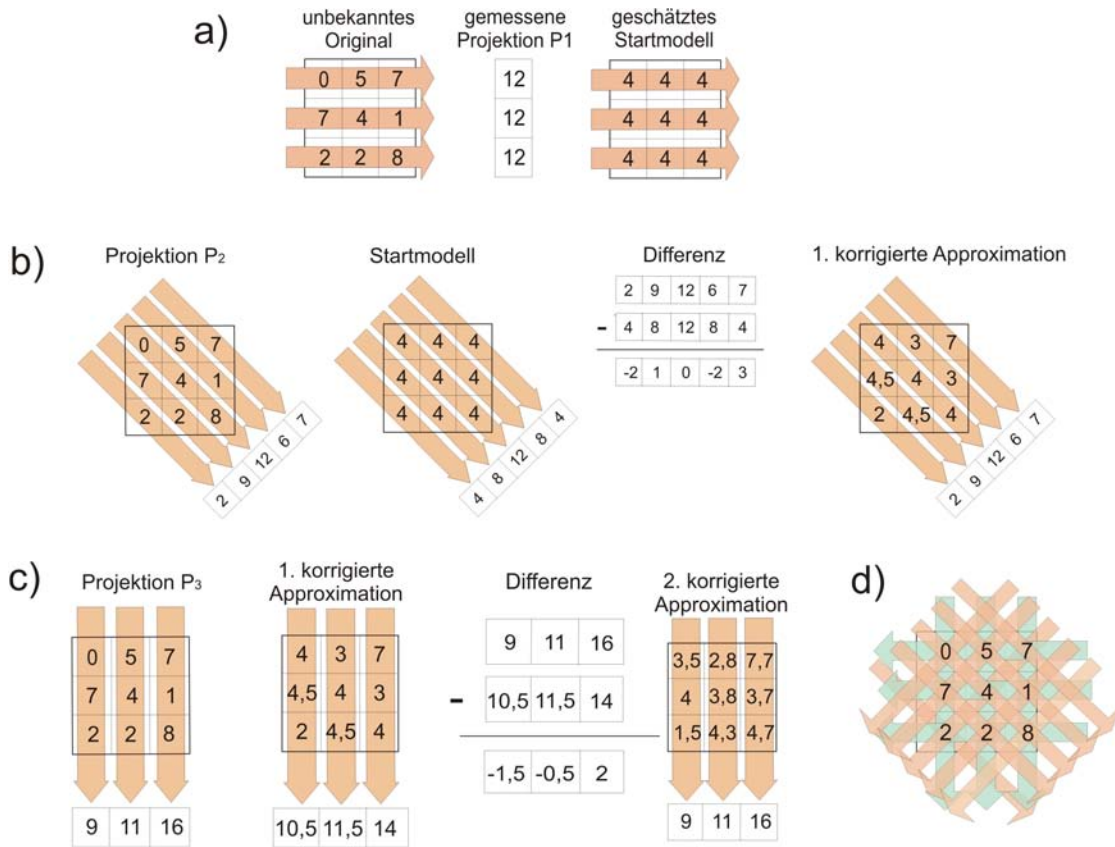 a)
unbekanntes
Original
gemessene
Projektion P1
geschätztes
Startmodell
0 5 7
7 4 1
2 2 8
12
12
12
4 4 4
4 4 4
4 4 4
b)
Projektion P2
0 5 7
7 4 1
2 2 8
2 9 12 6 7
Startmodell
4 4 4
4 4 4
4 4 4
4 8 12 8 4
Differenz
2 9 12 6 7
- 4 8 12 8 4
-2 1 0 -2 3
1. korrigierte Approximation
4 3 7
4,5 4 3
2 4,5 4
2 9 12 6 7
c)
Projektion P3
0 5 7
7 4 1
2 2 8
9 11 16
1. korrigierte
Approximation
4 3 7
4,5 4 3
2 4,5 4
10,5 11,5 14
Differenz
9 11 16
- 10,5 11,5 14
-1,5 -0,5 2
2. korrigierte
Approximation
3,5 2,8 7,7
4 3,8 3,7
1,5 4,3 4,7
9 11 16
d)
0 5 7
7 4 1
2 2 8